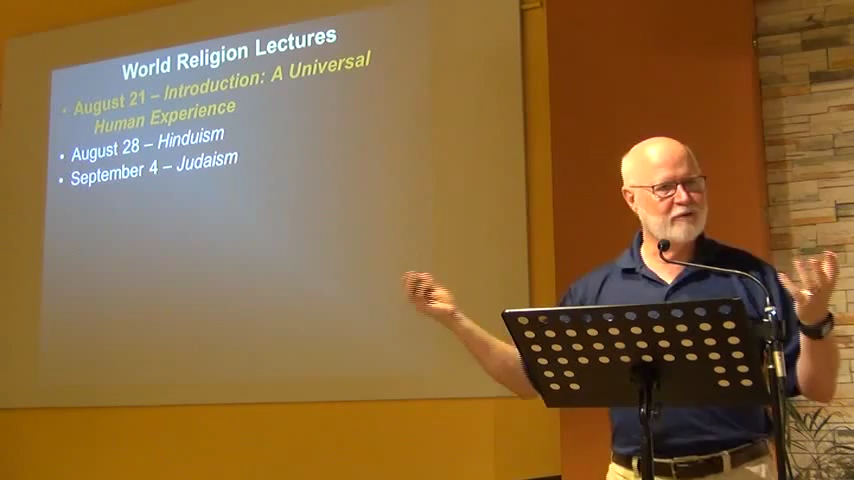 World Religion Lectures
• August 21 – Introduction: A Universal
Human Experience
• August 28 – Hinduism
• September 4 – Judaism